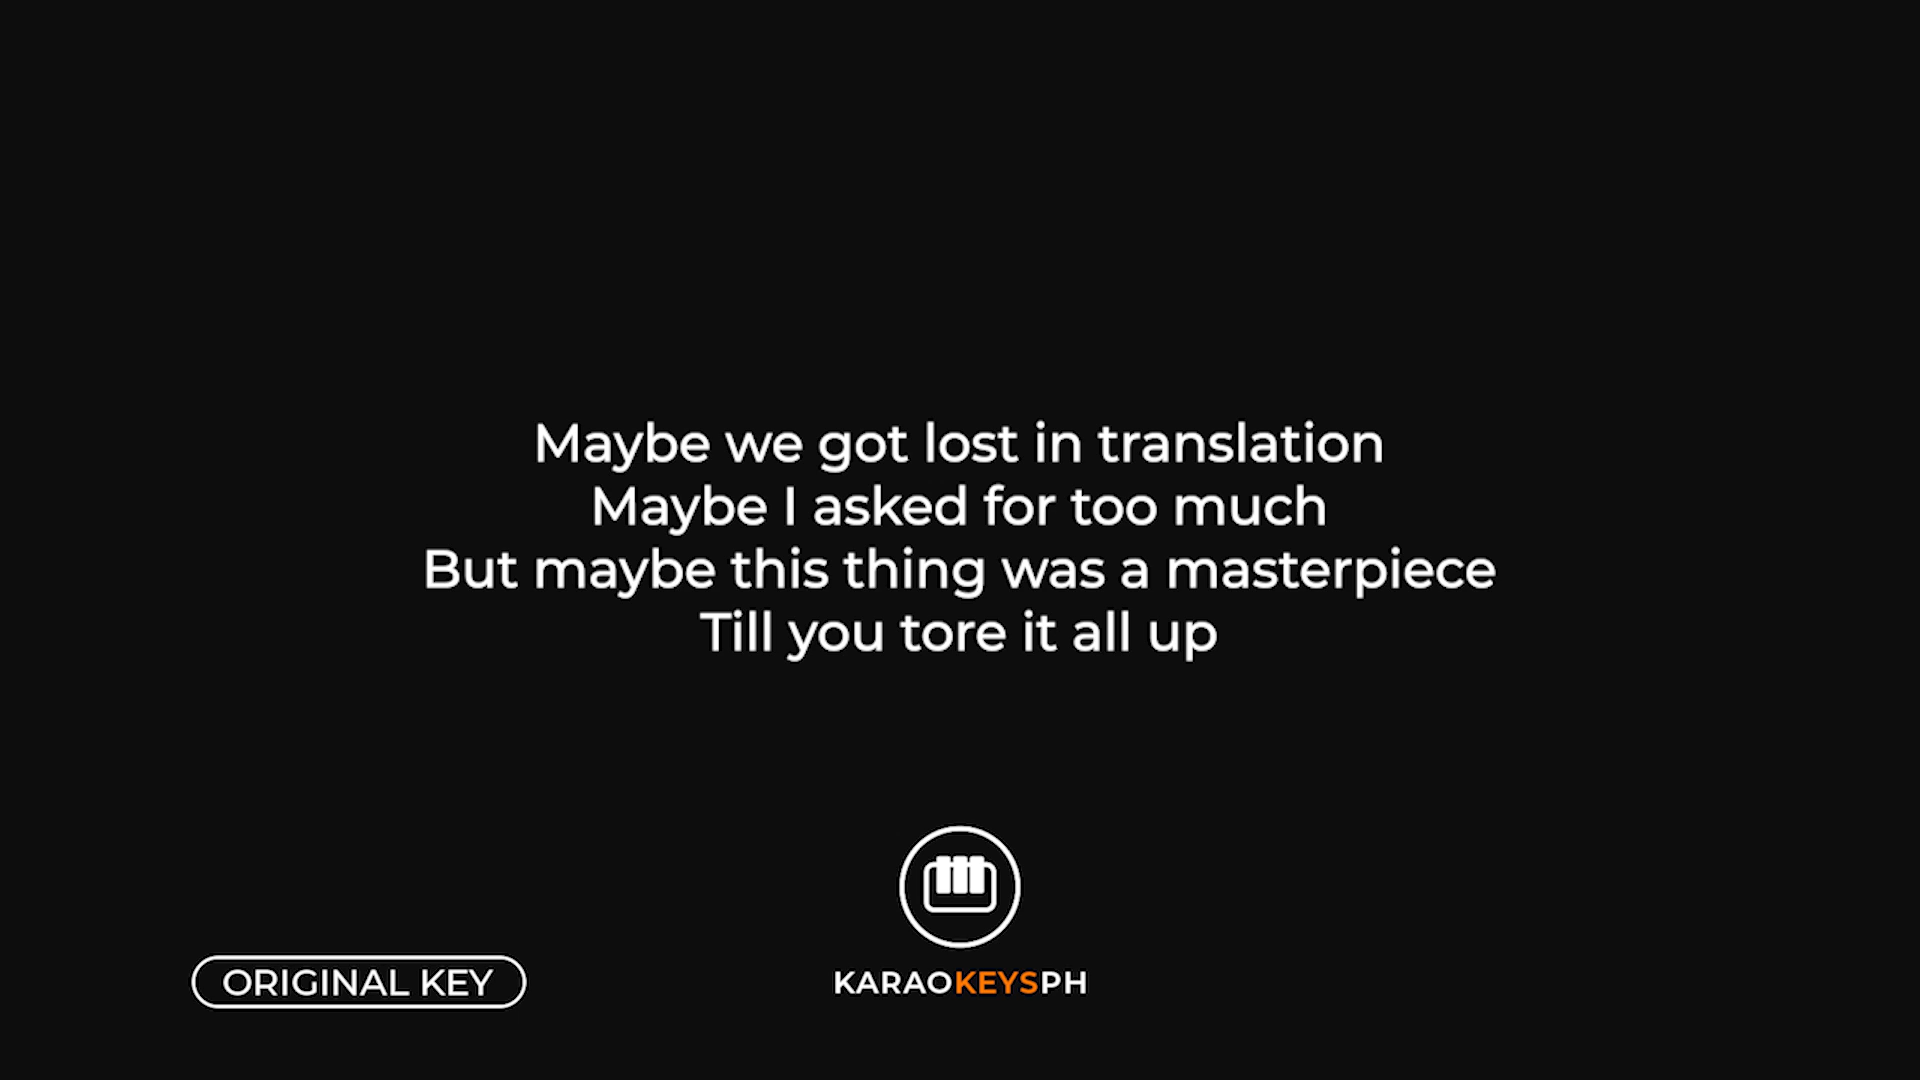 Maybe we got lost in translation
Maybe I asked for too much
But maybe this thing was a masterpiece
Till you tore it all up
ORIGINAL KEY
KARAOKEYSPH